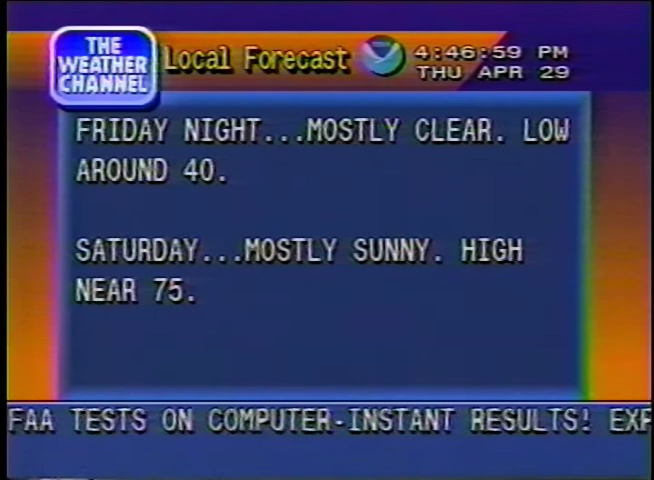 THE
WEATHER
CHANNEL
Local Forecast
4:46:59 PM
THU APR 29
FRIDAY NIGHT...MOSTLY CLEAR. LOW
AROUND 40.
SATURDAY...MOSTLY SUNNY. HIGH
NEAR 75.
FAA TESTS ON COMPUTER-INSTANT RESULTS!